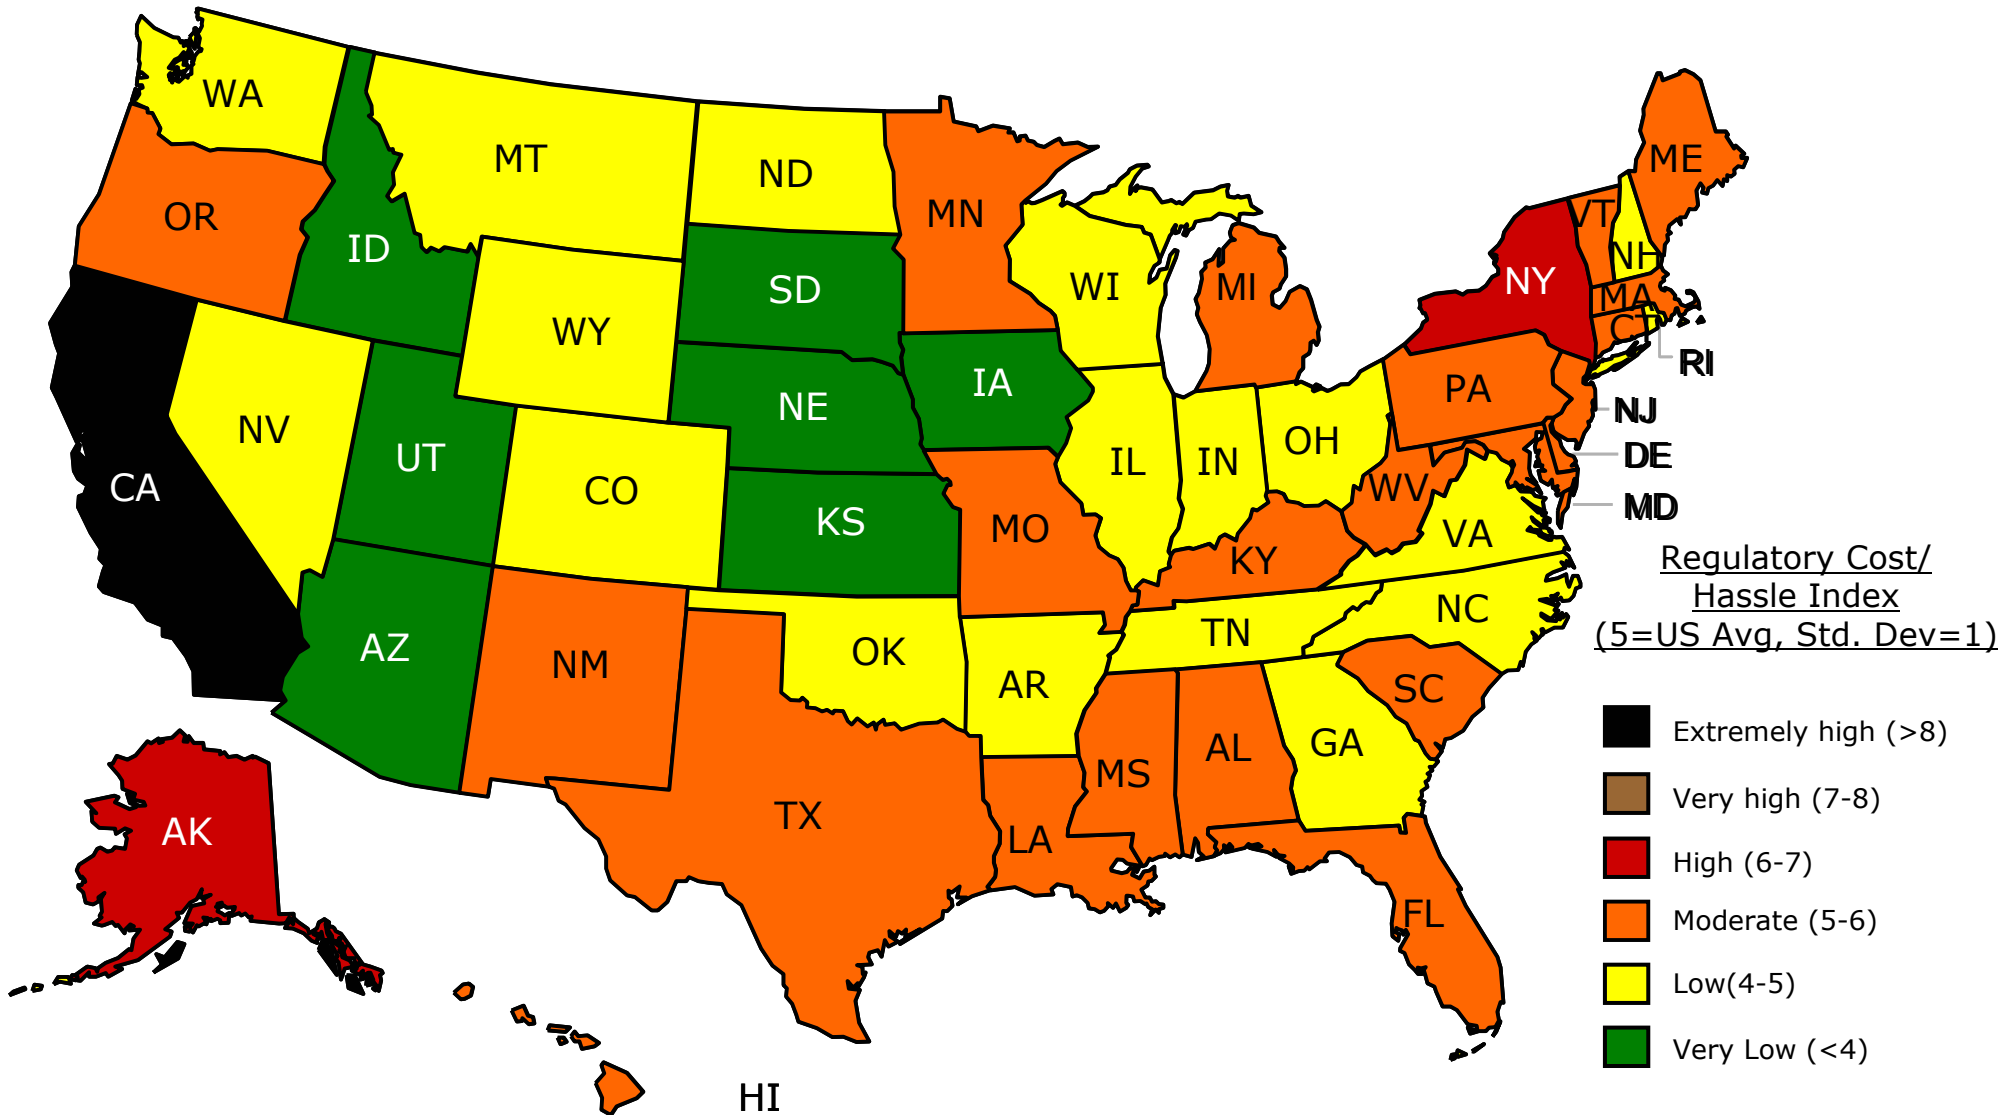 WA
MT
ND
MN
ME
OR
ID
VT
NH
SD
WI
MI
NY
MA
WY
CT
RI
IA
PA
NE
NJ
NV
OH
UT
IL
IN
DE
CA
CO
WV
KS
MO
MD
VA
KY
Regulatory Cost/
Hassle Index
(5=US Avg, Std. Dev=1)
NC
TN
AZ
OK
NM
AR
SC
GA
AL
MS
TX
LA
AK
FL
HI
Extremely high (>8)
Very high (7-8)
High (6-7)
Moderate (5-6)
Low(4-5)
Very Low (<4)